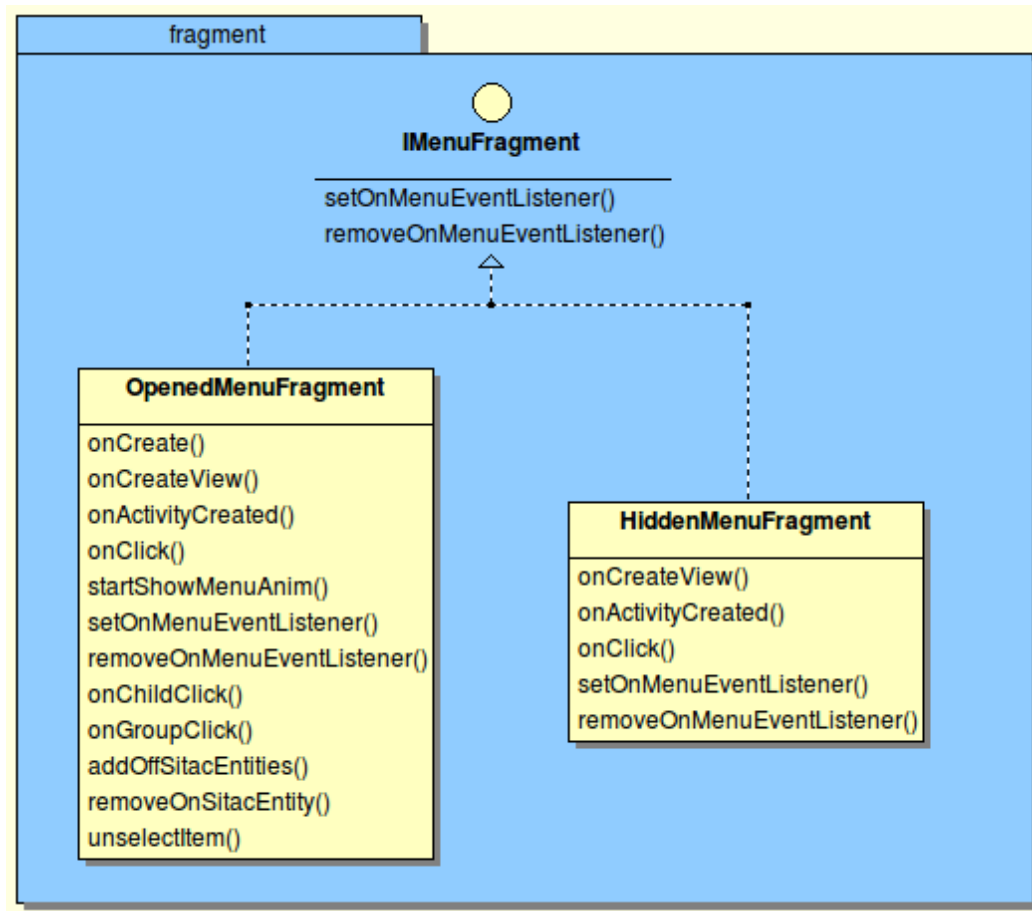 fragment
IMenuFragment
setOnMenuEventListener()
removeOnMenuEventListener()
OpenedMenuFragment
onCreate()
onCreateView()
onActivityCreated()
onClick()
startShowMenuAnim()
setOnMenuEventListener()
removeOnMenuEventListener()
onChildClick()
onGroupClick()
addOffSitacEntities()
removeOnSitacEntity()
unselectItem()
HiddenMenuFragment
onCreateView()
onActivityCreated()
onClick()
setOnMenuEventListener()
removeOnMenuEventListener()